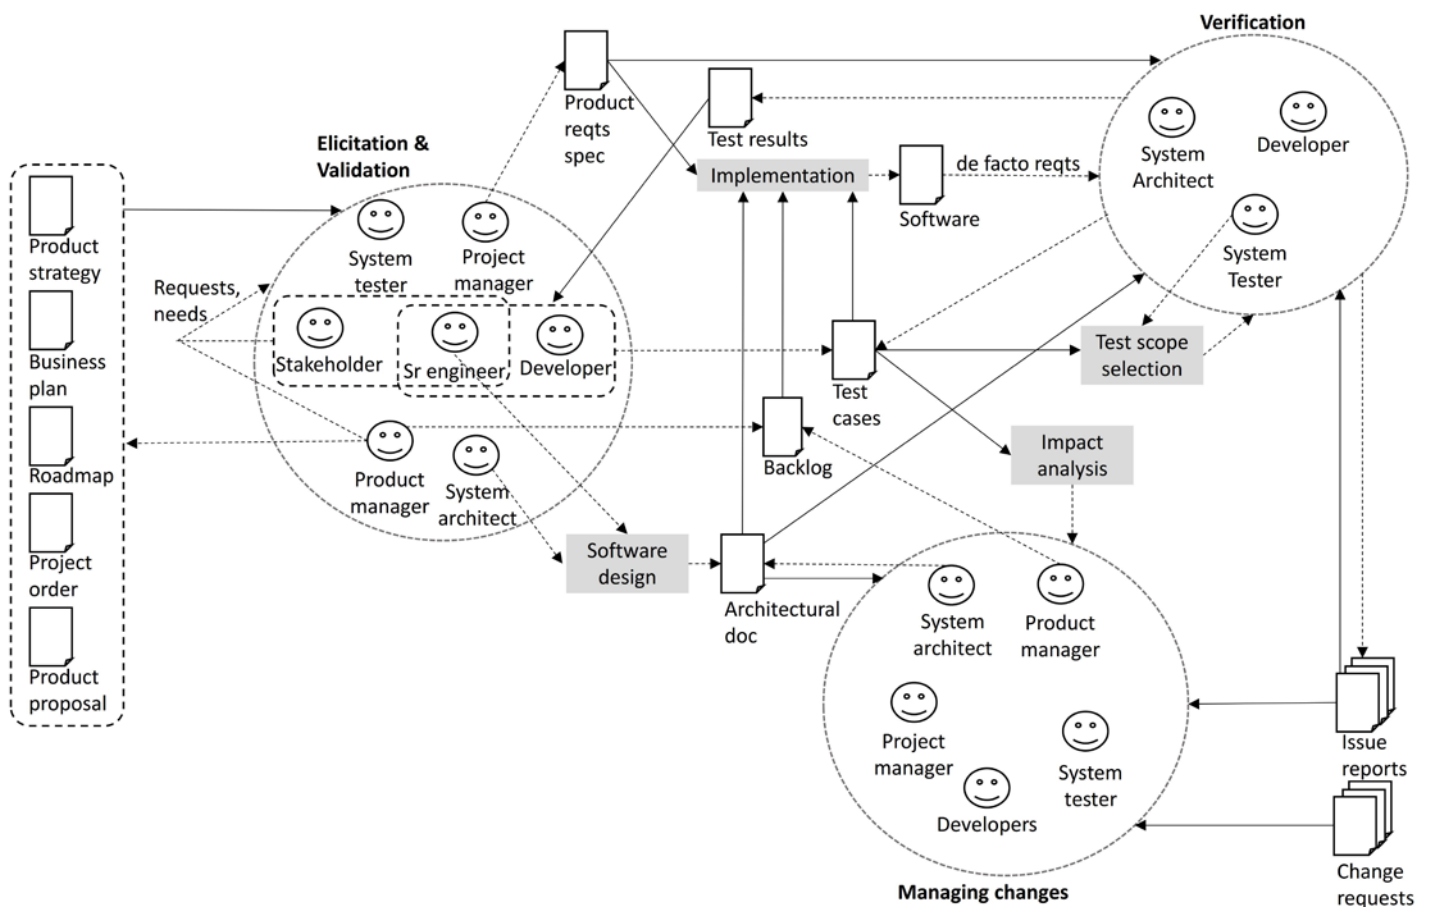 Verification
Product
reqts
spec
Test results
System
Architect
Developer
Elicitation &
Validation
Implementation
de facto reqts
Software
System
Tester
Product
strategy
System
tester
Project
manager
Requests,
needs
Business
plan
Stakeholder
Sr engineer
Developer
Test
cases
Test scope
selection
Roadmap
Product
manager
System
architect
Backlog
Impact
analysis
Project
order
Software
design
Architectural
doc
System
architect
Product
manager
Product
proposal
Project
manager
System
tester
Developers
Issue
reports
Change
requests
Managing changes